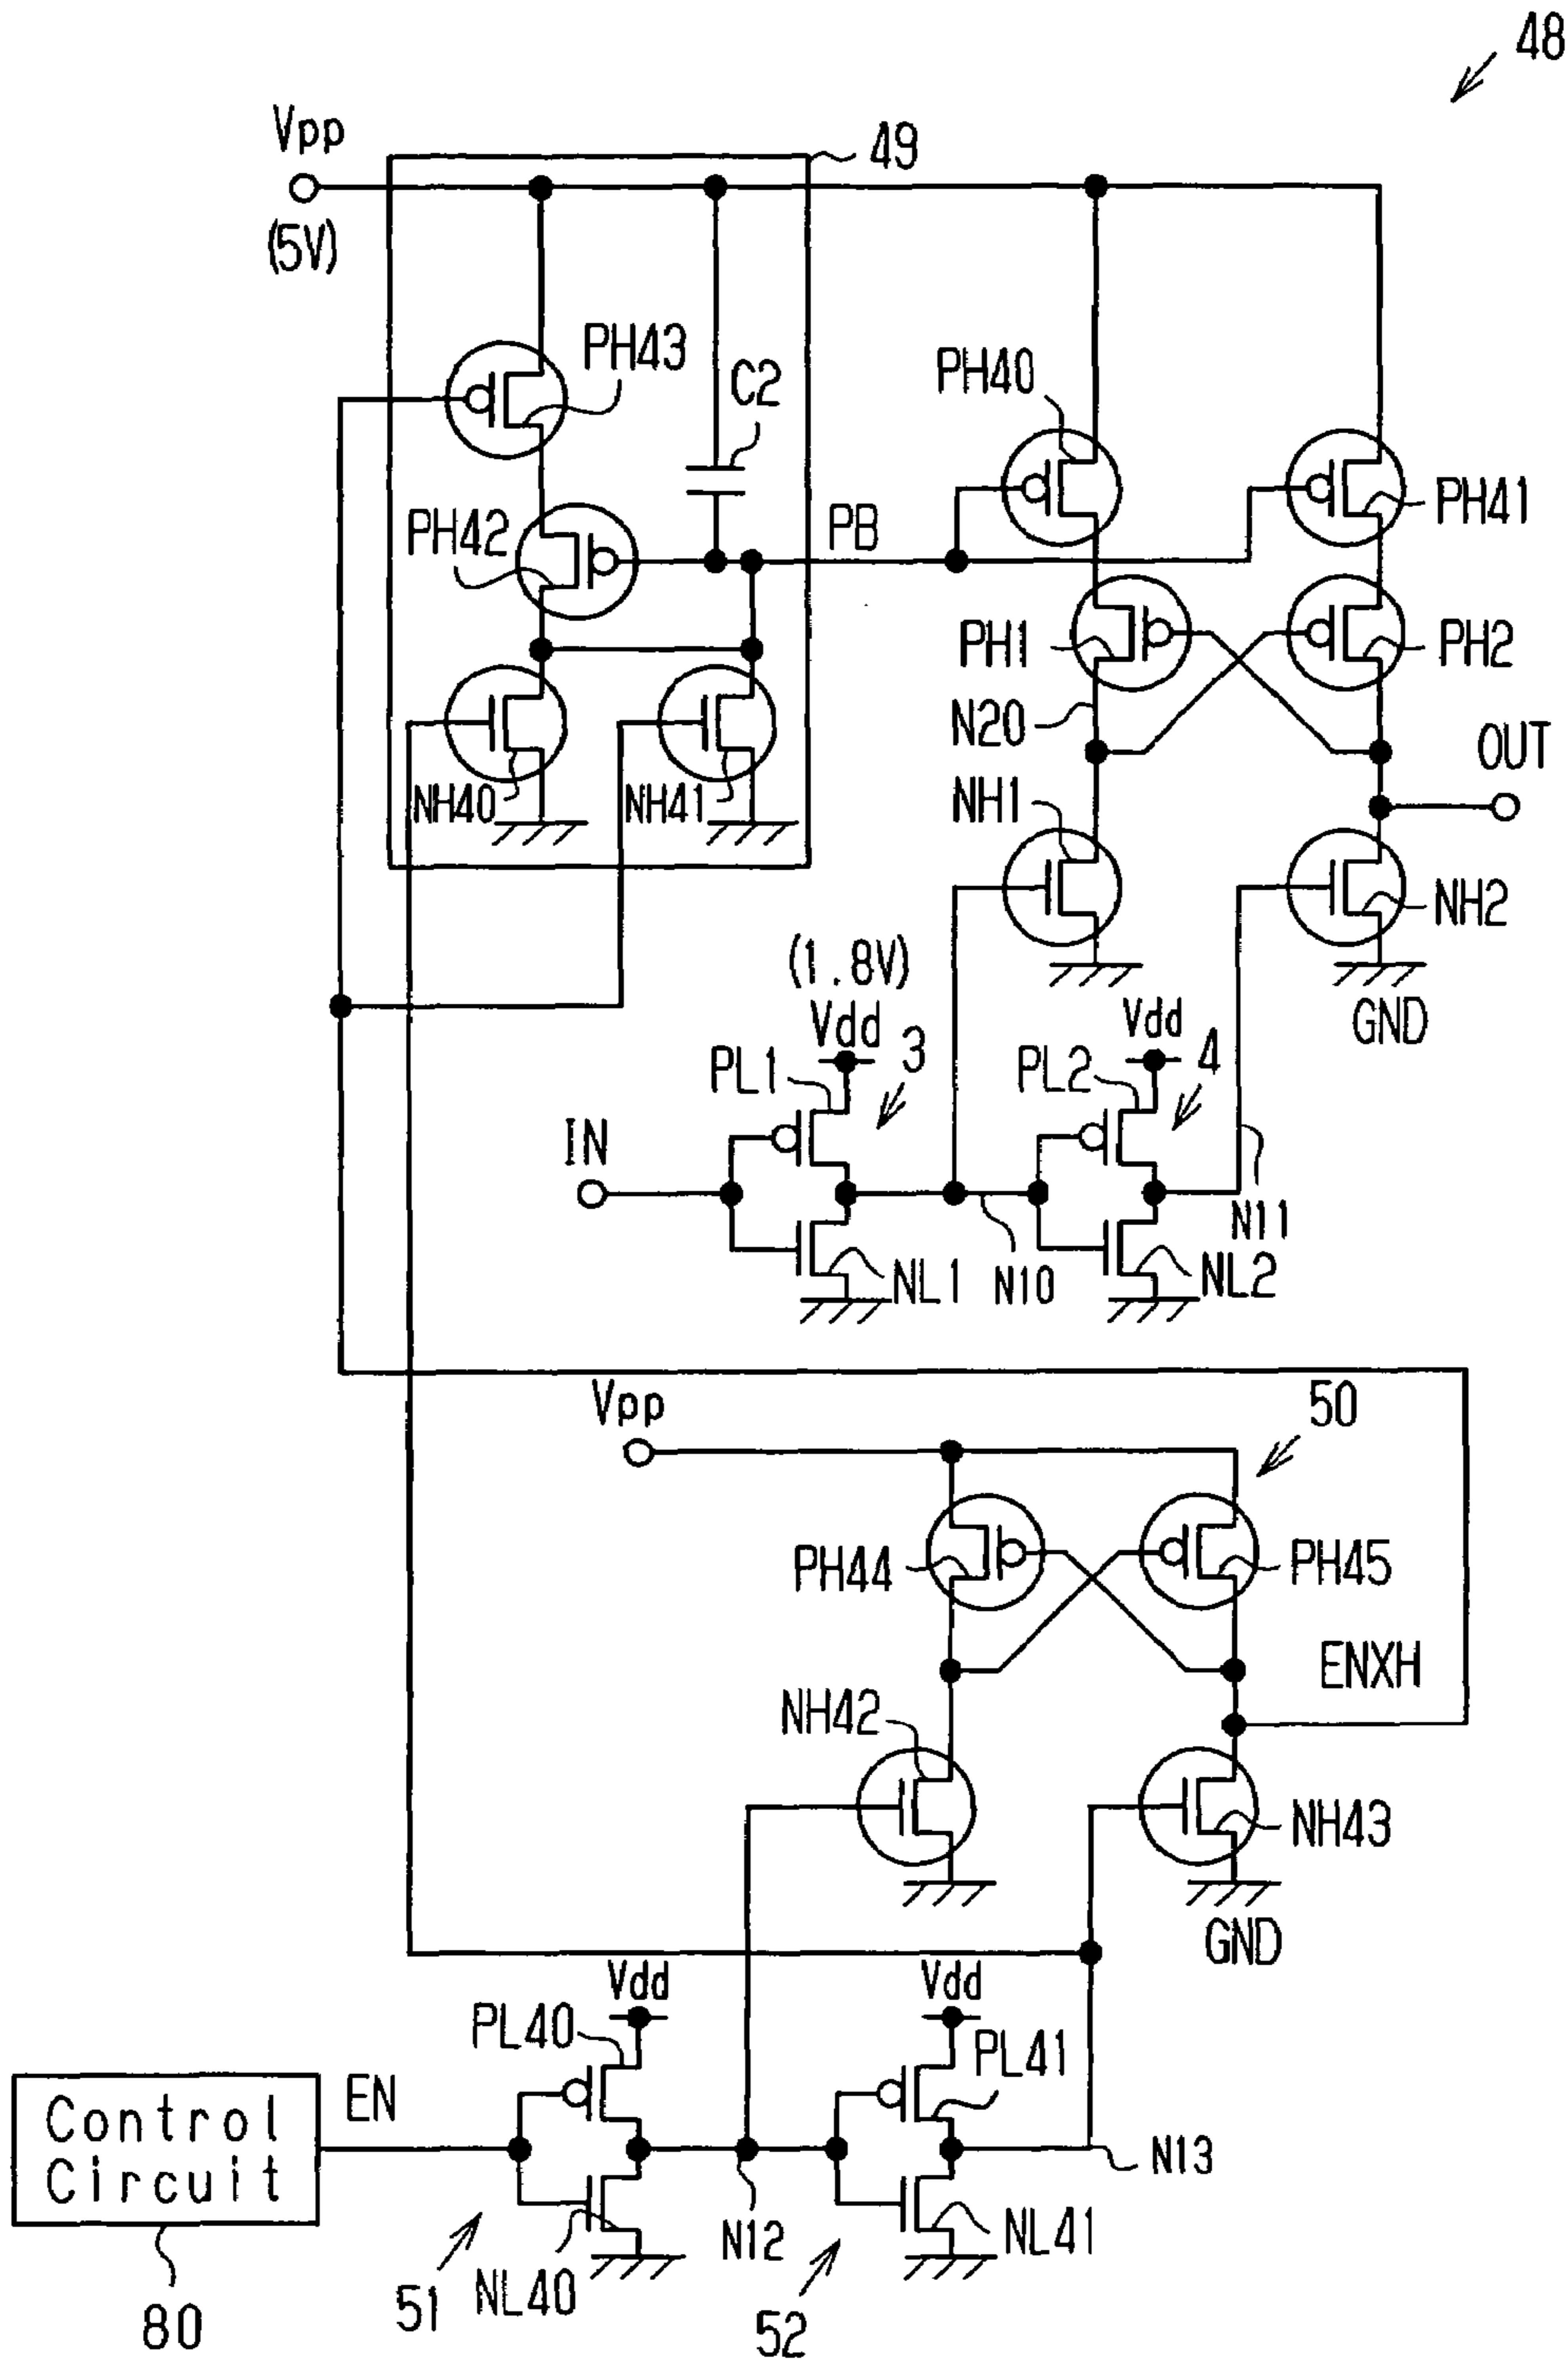 48
Vpp
49
(5V)
PH43
C2
PH40
PH42
PB
PH41
PH1
PH2
N20
OUT
NH40
NH41
NH1
NH2
(1.8V)
Vdd
Vdd
GND
PL1
3
PL2
4
IN
N11
NL1
N10
NL2
Vpp
50
PH44
PH45
ENXH
NH42
NH43
GND
Vdd
Vdd
PL40
PL41
EN
Control
Circuit
N13
N12
NL41
51
NL40
52
80